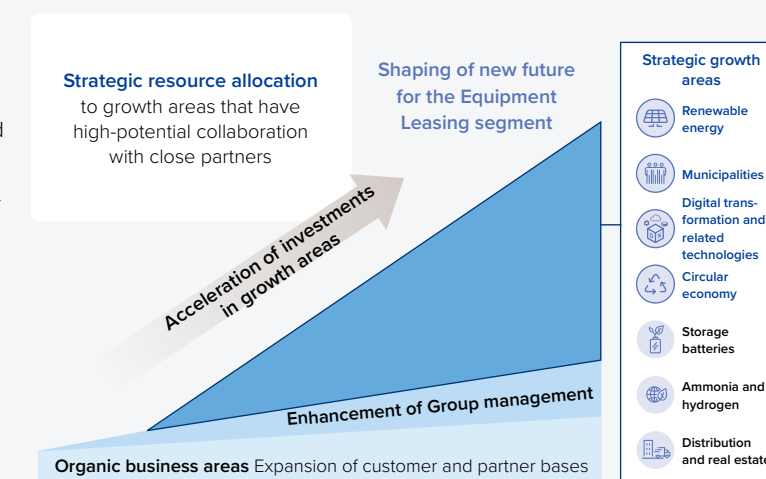 Strategic resource allocation
to growth areas that have
high-potential collaboration
with close partners
Shaping of new future
for the Equipment
Leasing segment
Acceleration of investments
in growth areas
Enhancement of Group management
Organic business areas Expansion of customer and partner bases
Strategic growth
areas
Renewable
energy
Municipalities
Digital trans-
formation and
related
technologies
Circular
economy
Storage
batteries
Ammonia and
hydrogen
Distribution
and real estate